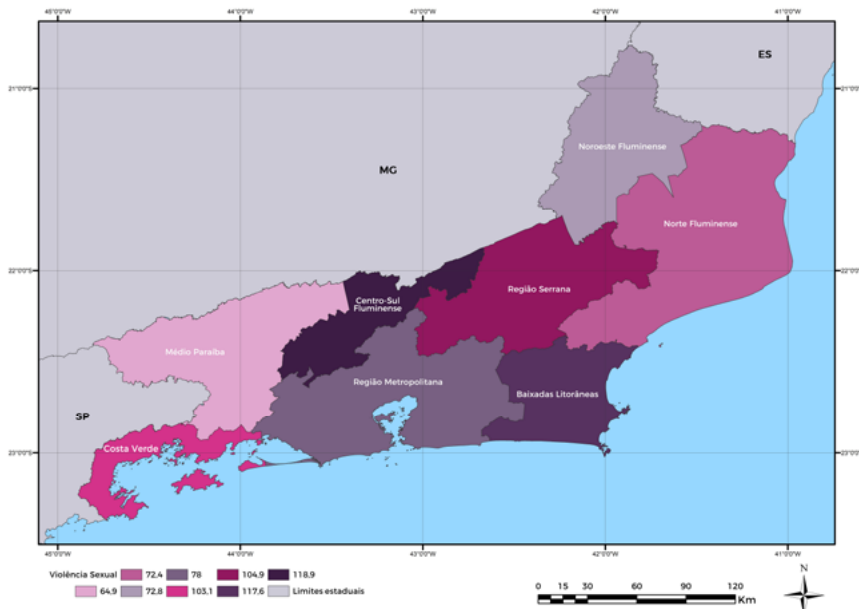 45°0'0"W 44°0'0"W 43°0'0"W 42°0'0"W 41°0'0"W
ES
21°0'0"S 21°0'0"S
Noroeste Fluminense
MG
Norte Fluminense
22°0'0"S 22°0'0"S
Região Serrana
Centro-Sul
Fluminense
Médio Paraíba
Região Metropolitana
Baixadas Litorâneas
SP
Costa Verde
23°0'0"S 23°0'0"S
45°0'0"W 44°0'0"W 43°0'0"W 42°0'0"W 41°0'0"W
Violência Sexual 72,4 78 104,9 118,9
64,9 72,8 103,1 117,6 Limites estaduais
N
0 15 30 60 90 120
Km